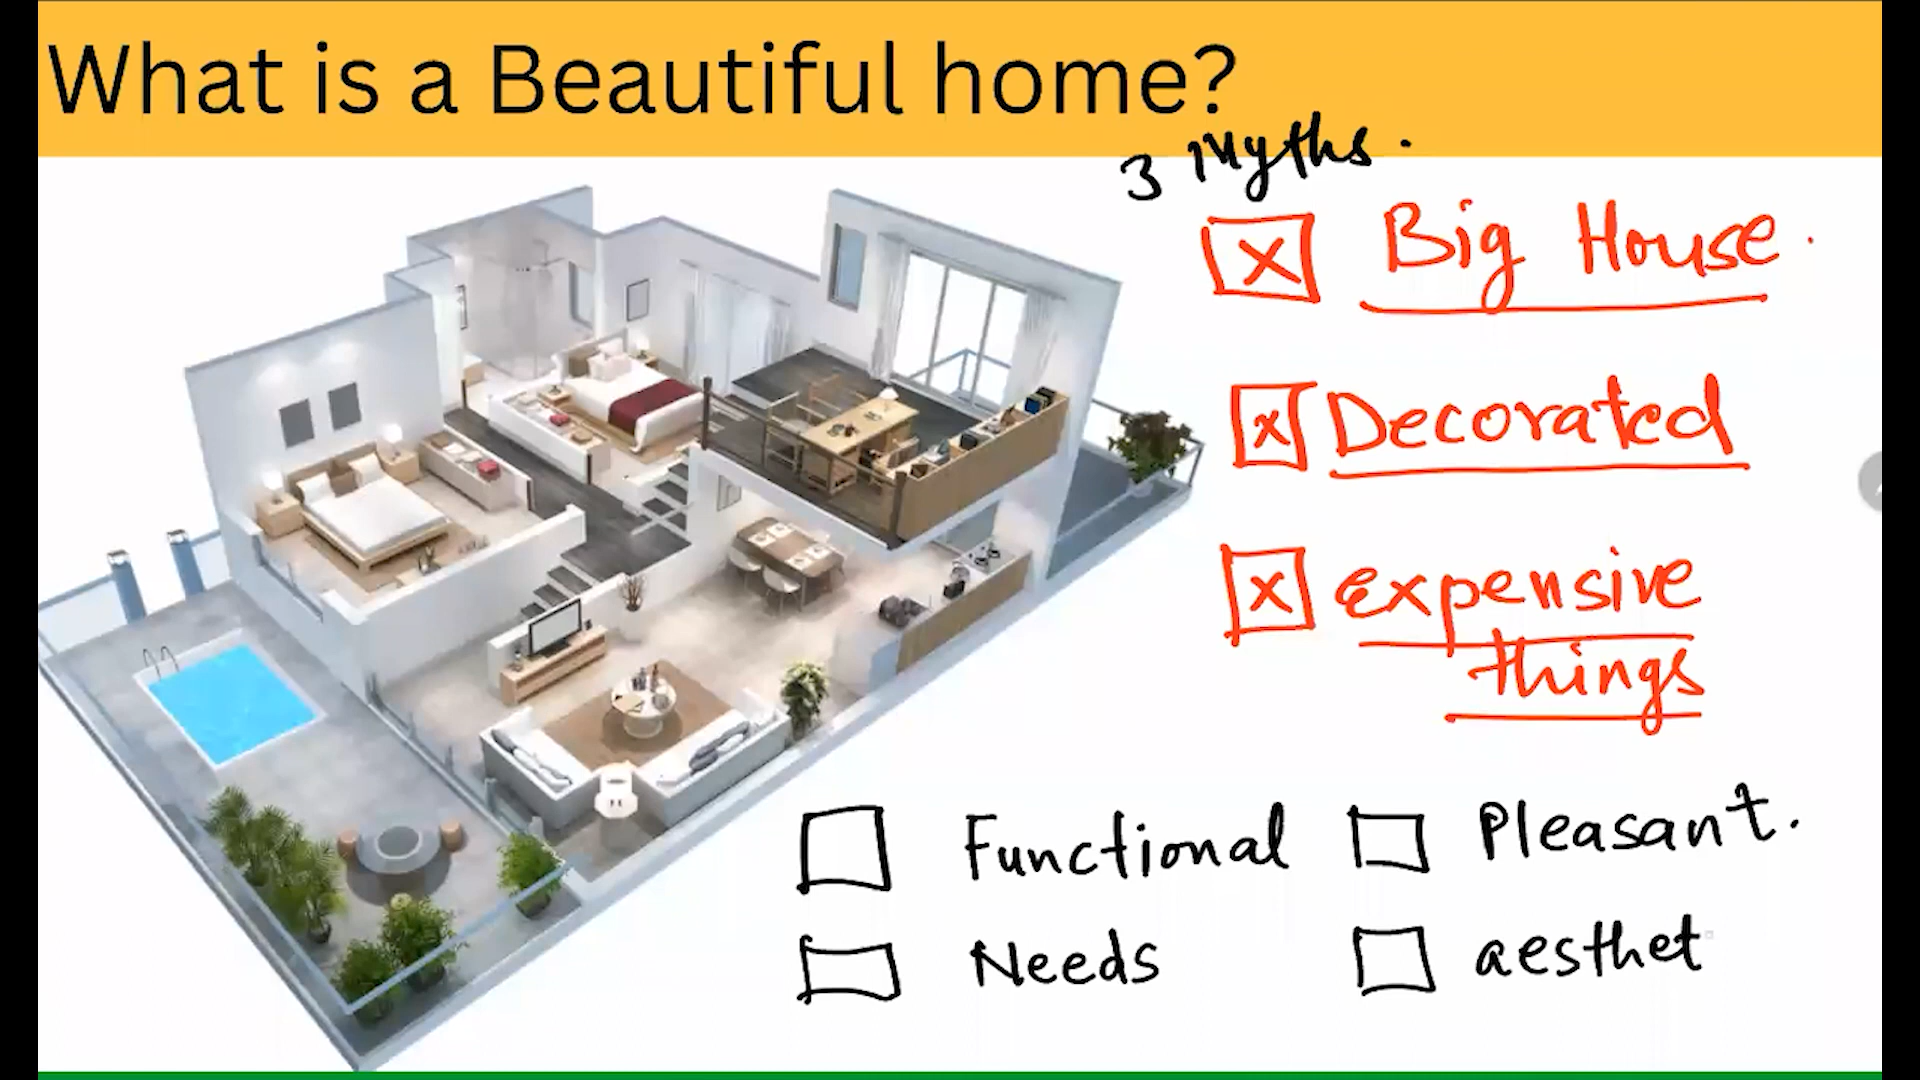 What is a Beautiful home?
3 Myths.
x Big House.
x Decorated
x expensive
things
Functional
Pleasant.
Needs
aesthet